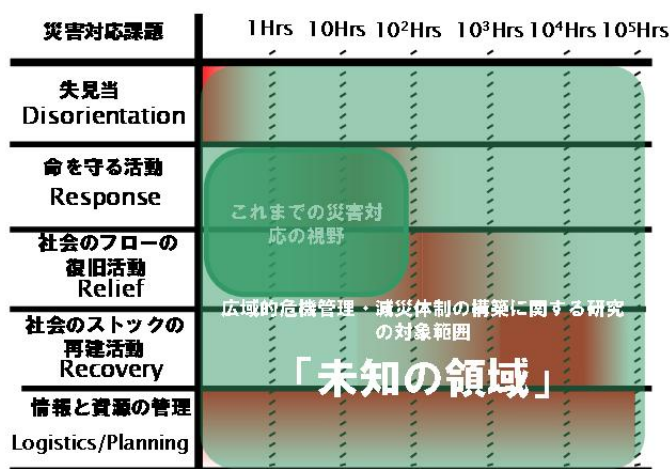 災害対応課題
1Hrs 10Hrs 10²Hrs 10³Hrs 10⁴Hrs 10⁵Hrs
失見当
Disorientation
命を守る活動
Response
これまでの災害対
応の視野
社会のフローの
復旧活動
Relief
広域的危機管理・減災体制の構築に関する研究
の対象範囲
社会のストックの
再建活動
Recovery
「未知の領域」
情報と資源の管理
Logistics/Planning